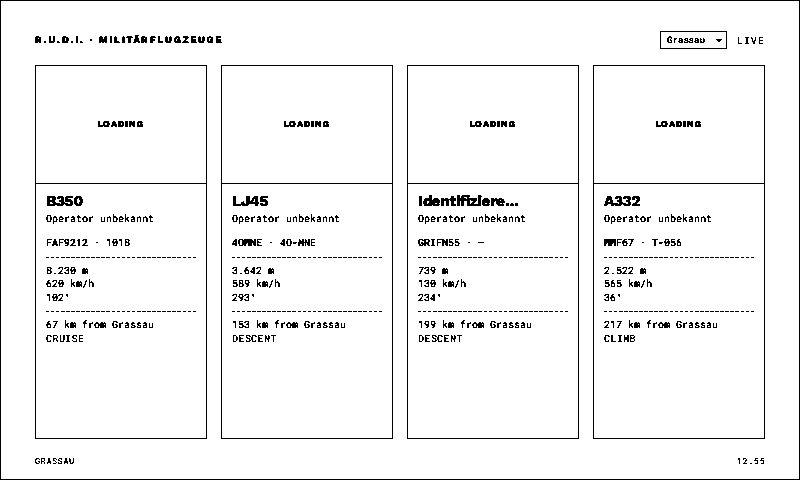 R.U.D.I. · MILITÄRFLUGZEUGE
Grassau
LIVE
LOADING
B350
Operator unbekannt
FAF9212 · 101B
8.230 m
620 km/h
102°
67 km from Grassau
CRUISE
LOADING
LJ45
Operator unbekannt
4OMNE · 4O-MNE
3.642 m
589 km/h
293°
153 km from Grassau
DESCENT
LOADING
Identifiziere...
Operator unbekannt
GRIFN55 · —
739 m
130 km/h
234°
199 km from Grassau
DESCENT
LOADING
A332
Operator unbekannt
MMF67 · T-056
2.522 m
565 km/h
36°
217 km from Grassau
CLIMB
GRASSAU
12.55